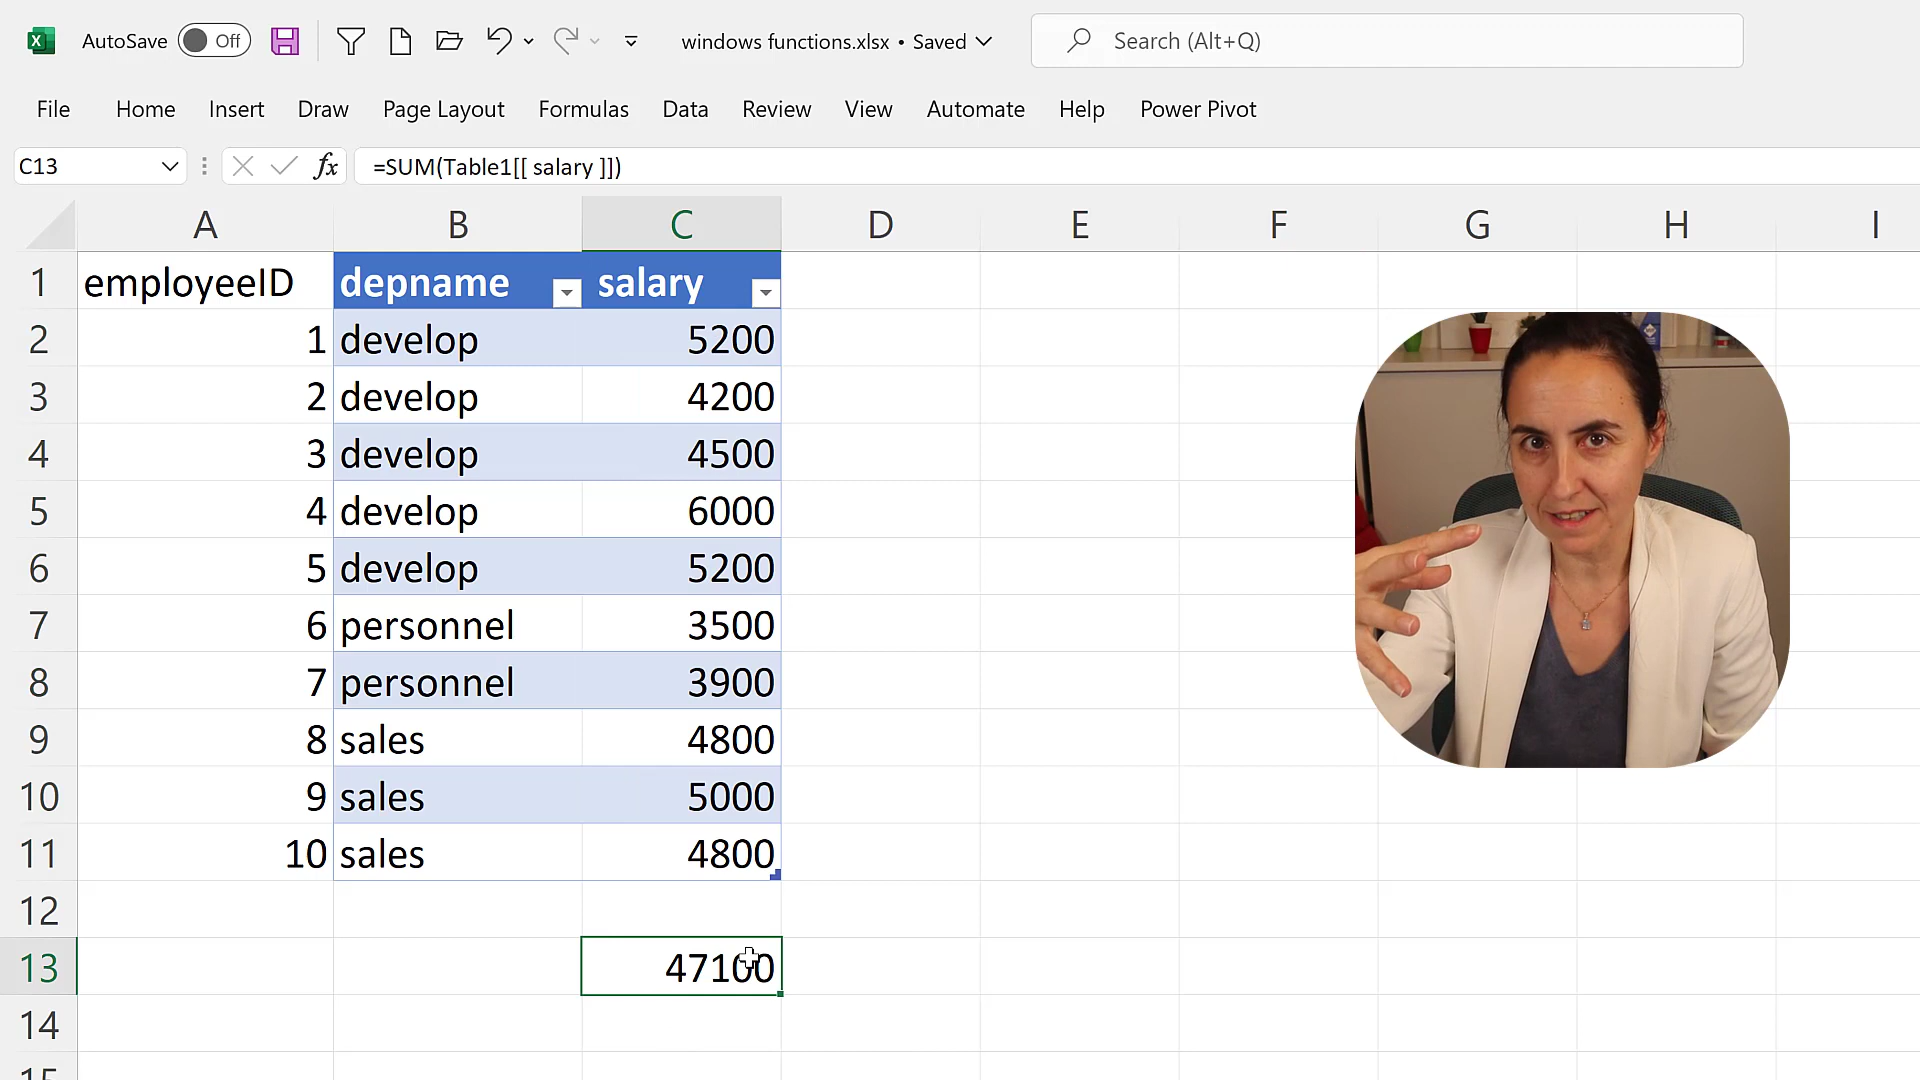 AutoSave Off windows functions.xlsx • Saved Search (Alt+Q)
File Home Insert Draw Page Layout Formulas Data Review View Automate Help Power Pivot
C13 fx =SUM(Table1[[ salary ]])
A B C D E F G H I
1 employeeID depname salary
2 1 develop 5200
3 2 develop 4200
4 3 develop 4500
5 4 develop 6000
6 5 develop 5200
7 6 personnel 3500
8 7 personnel 3900
9 8 sales 4800
10 9 sales 5000
11 10 sales 4800
12
13 47100
14
15